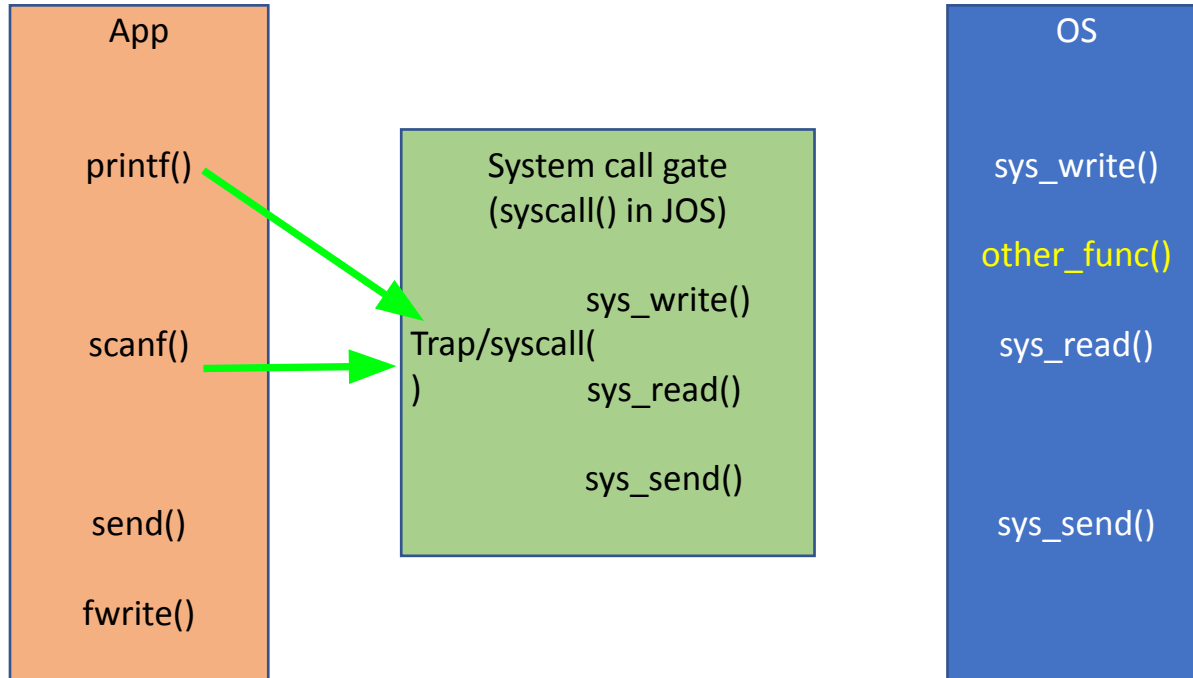 App
printf()
scanf()
send()
fwrite()
System call gate
(syscall() in JOS)
sys_write()
Trap/syscall(
)
sys_read()
sys_send()
OS
sys_write()
other_func()
sys_read()
sys_send()